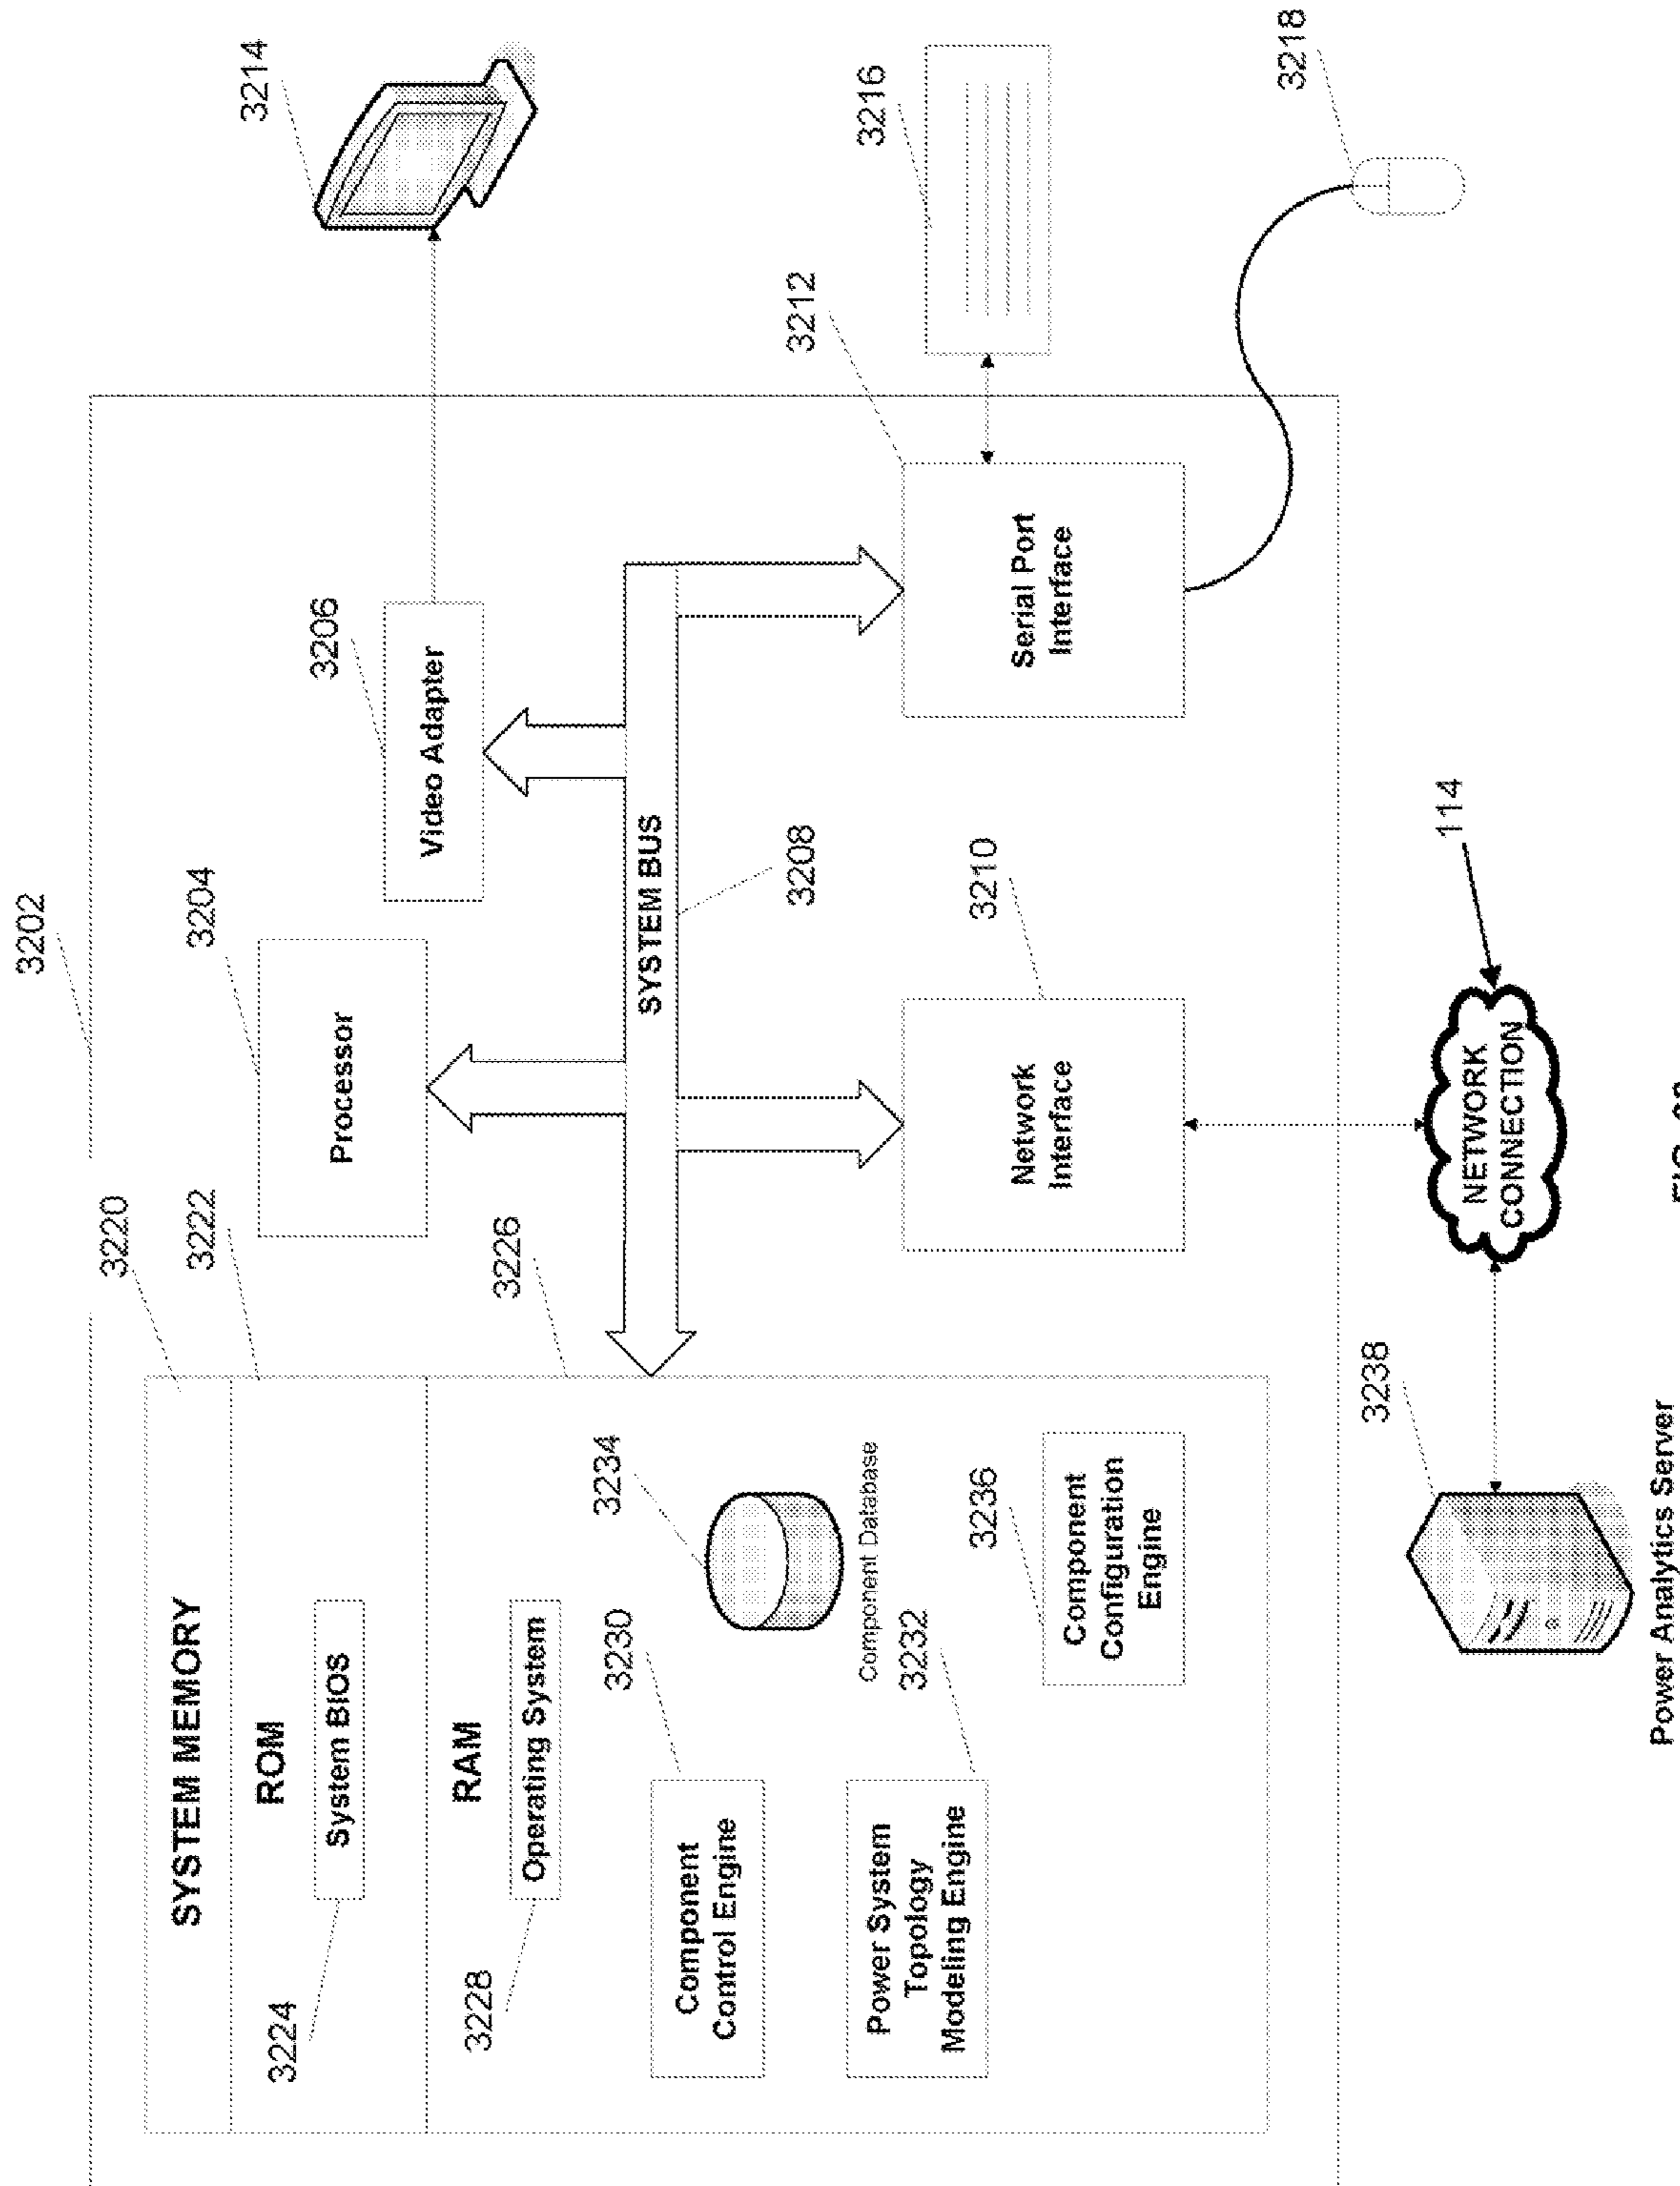 3202
3220
3222
3204
3206
3214
SYSTEM MEMORY
ROM
System BIOS
3224
Processor
Video Adapter
3226
RAM
Operating System
3228
SYSTEM BUS
3208
3230
3234
Component
Control Engine
Component Database
3232
3210
3212
3216
Power System
Topology
Modeling Engine
3236
Component
Configuration
Engine
Network
Interface
Serial Port
Interface
3218
3238
114
NETWORK
CONNECTION
Power Analytics Server